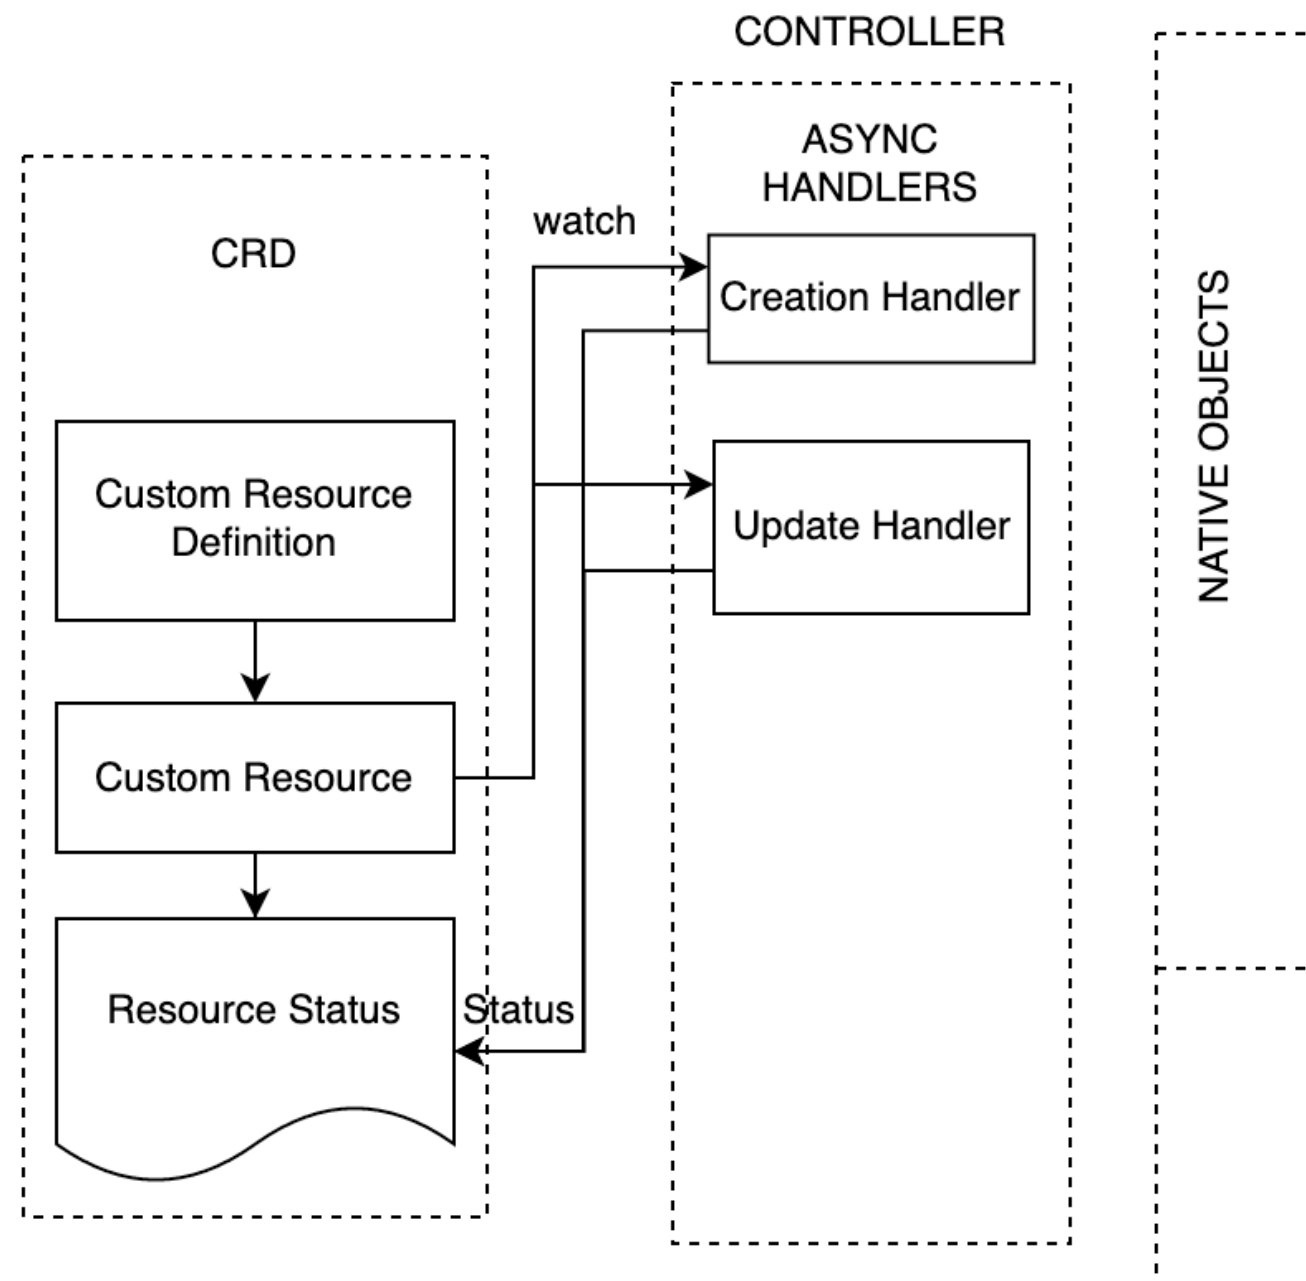 CONTROLLER
ASYNC
HANDLERS
CRD
watch
Creation Handler
Custom Resource
Definition
Update Handler
Custom Resource
Resource Status
Status
NATIVE OBJECTS